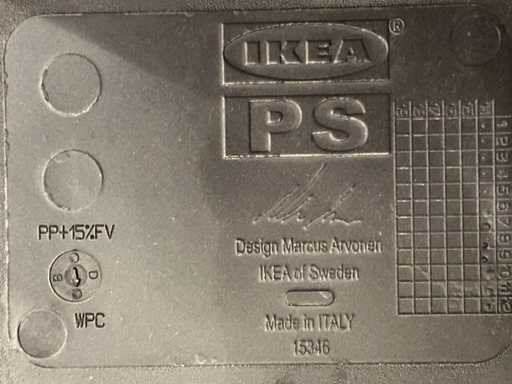 IKEA®
PS
PP+15%FV
Design Marcus Arvonen
IKEA of Sweden
Made in ITALY
15346
WPC